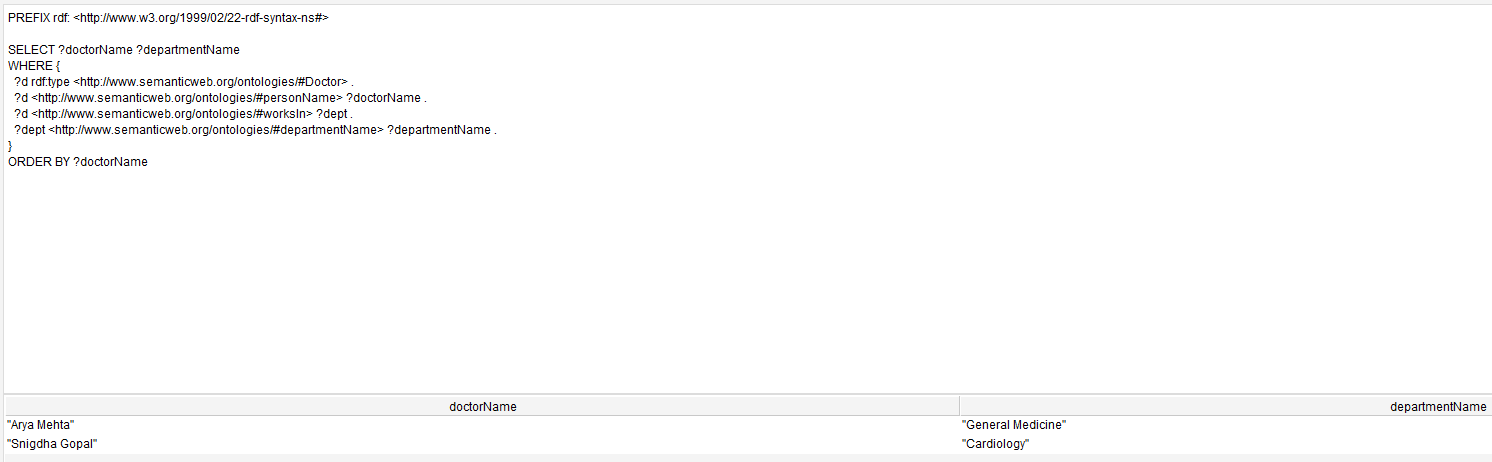 PREFIX rdf: <http://www.w3.org/1999/02/22-rdf-syntax-ns#>
SELECT ?doctorName ?departmentName
WHERE {
?d rdf:type <http://www.semanticweb.org/ontologies/#Doctor> .
?d <http://www.semanticweb.org/ontologies/#personName> ?doctorName .
?d <http://www.semanticweb.org/ontologies/#worksIn> ?dept .
?dept <http://www.semanticweb.org/ontologies/#departmentName> ?departmentName .
}
ORDER BY ?doctorName
doctorName departmentName
"Arya Mehta" "General Medicine"
"Snigdha Gopal" "Cardiology"